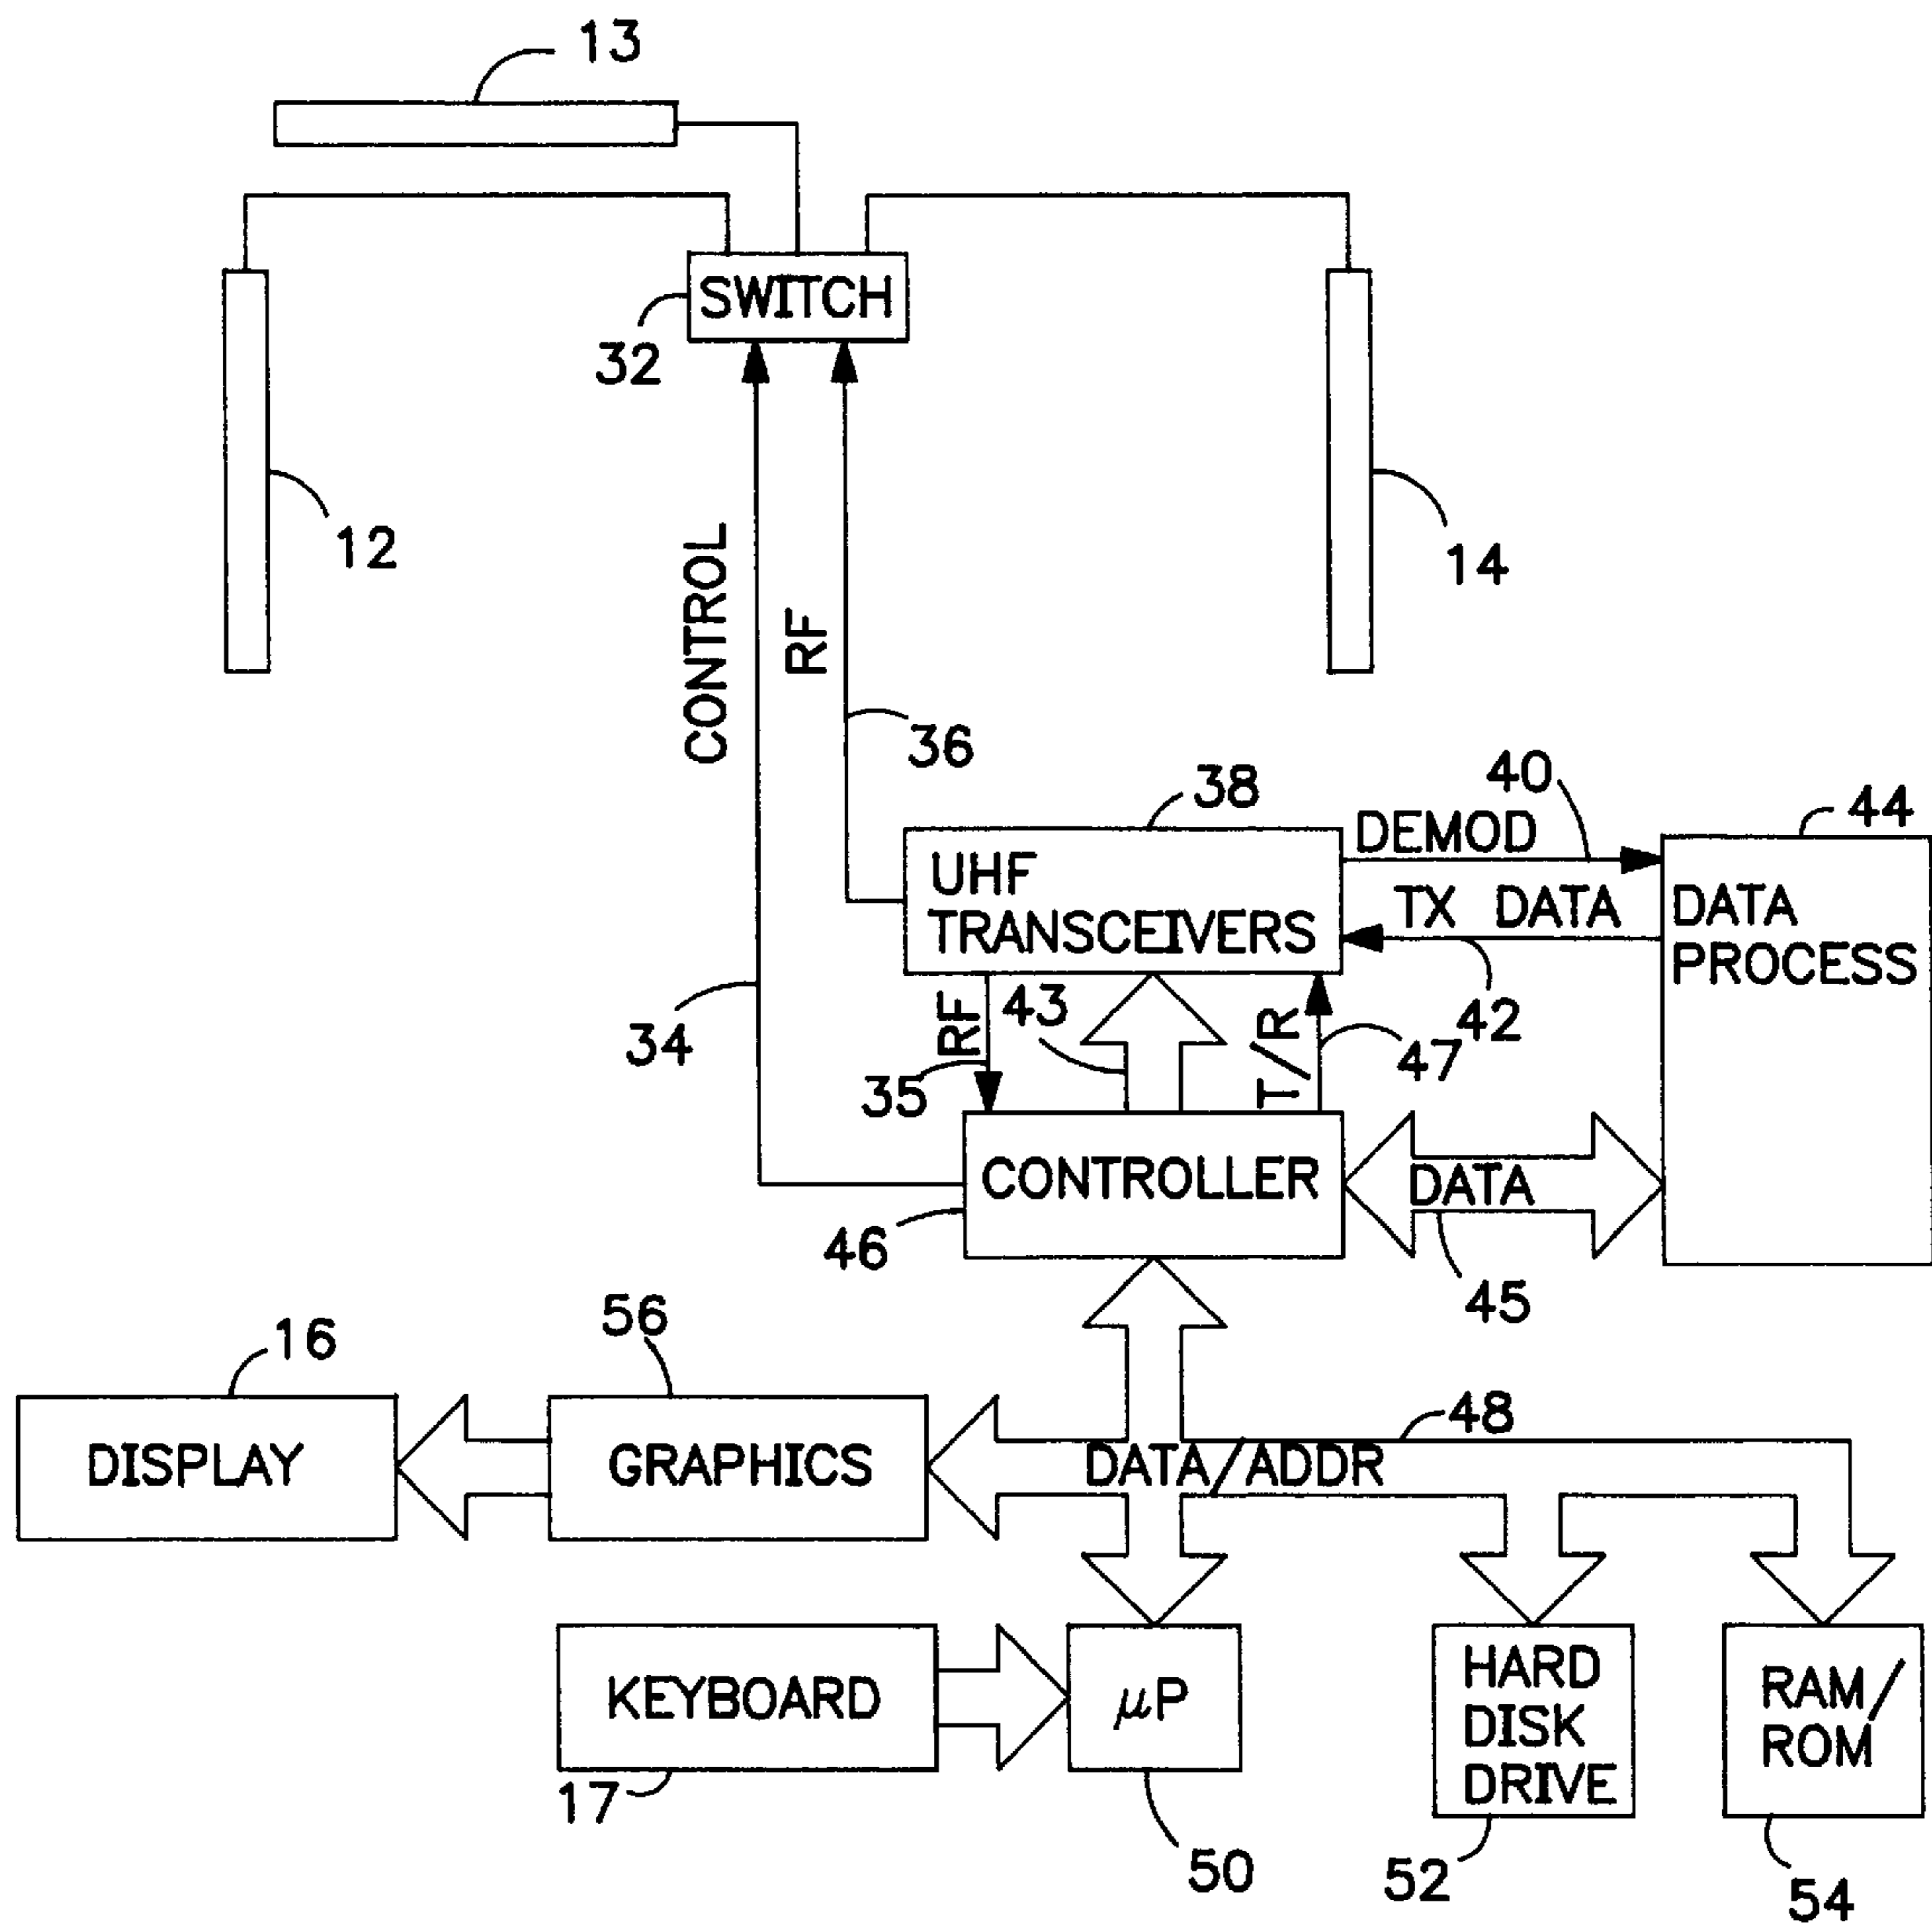 13
SWITCH
32
12
14
CONTROL
RF
36
38
40
44
DEMOD
UHF
TRANSCEIVERS
TX DATA
DATA
PROCESS
42
34
RF
43
T/R
47
35
CONTROLLER
DATA
46
45
16
56
48
DISPLAY
GRAPHICS
DATA/ADDR
KEYBOARD
µP
HARD
DISK
DRIVE
RAM/
ROM
17
50
52
54